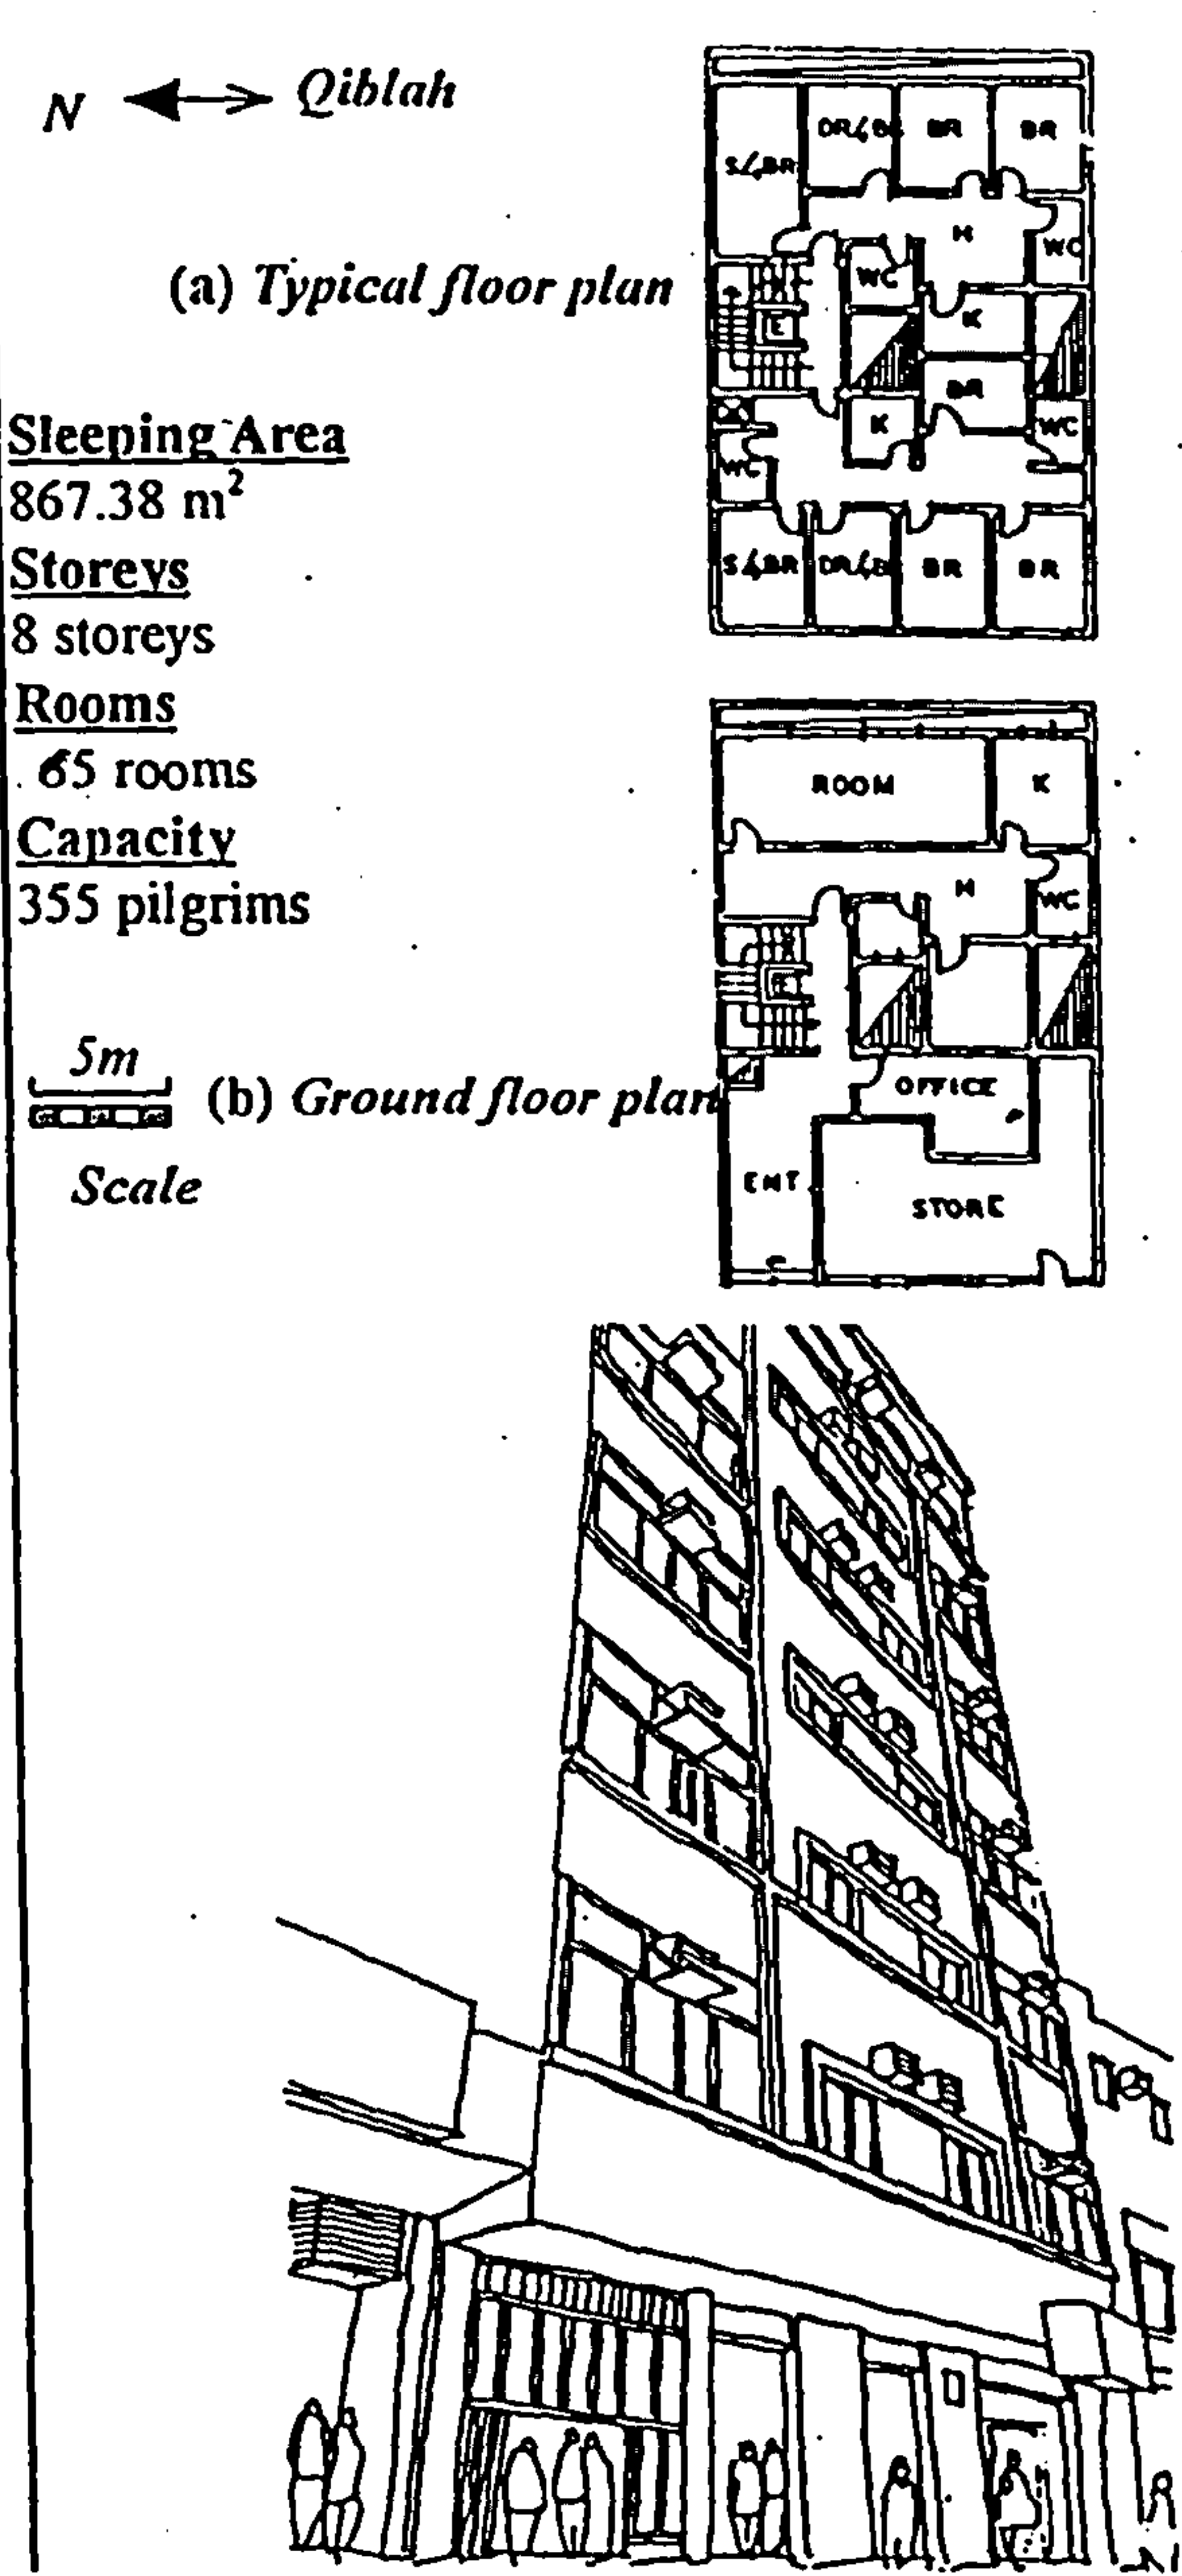 N Qiblah
(a) Typical floor plan
Sleeping Area
867.38 m²
Storeys
8 storeys
Rooms
65 rooms
Capacity
355 pilgrims
5m
(b) Ground floor plan
Scale
DR/B BR BR
S/BR
H
WC
WC
K
E
BR
K
WC
WC
S/BR DR/B BR BR
ROOM K
H
WC
E
OFFICE
ENT
STORE